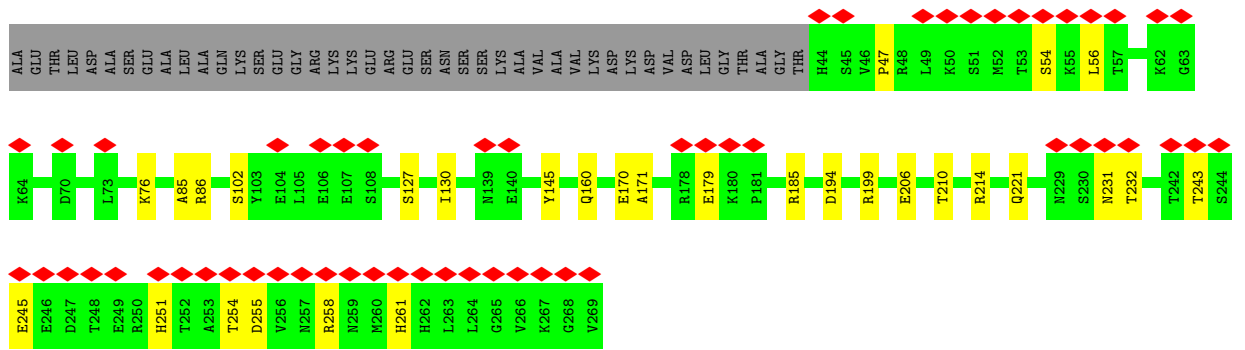 ALA GLU THR LEU ASP ALA SER GLU ALA LEU ALA GLN LYS SER GLU GLY ARG LYS LYS GLU ARG GLU SER ASN SER SER LYS ALA VAL ALA VAL LYS ASP LYS ASP VAL ASP LEU GLY THR ALA GLY THR H44 S45 V46 P47 R48 L49 K50 S51 M52 T53 S54 K55 L56 T57 K62 G63
K64 D70 L73 K76 A85 R86 S102 Y103 E104 L105 E106 E107 S108 S127 I130 N139 E140 Y145 Q160 E170 A171 R178 E179 K180 P181 R185 D194 R199 E206 T210 R214 Q221 N229 S230 N231 T232 T242 T243 S244
E245 E246 D247 T248 E249 R250 H251 T252 A253 T254 D255 V256 N257 R258 N259 M260 H261 H262 L263 L264 G265 V266 K267 G268 V269